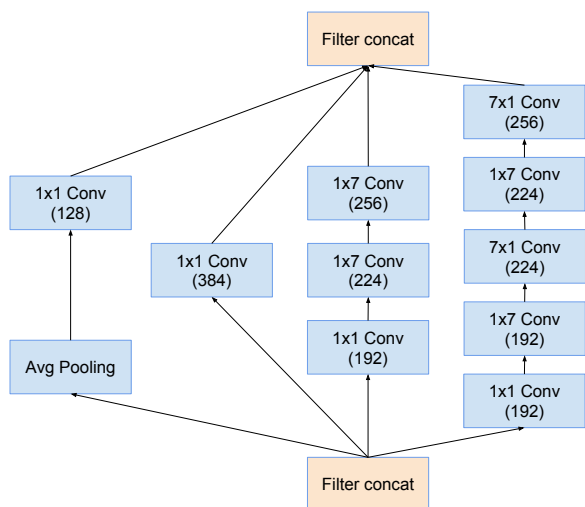 Filter concat
7x1 Conv
(256)
1x7 Conv
(224)
7x1 Conv
(224)
1x7 Conv
(192)
1x1 Conv
(192)
1x7 Conv
(256)
1x7 Conv
(224)
1x1 Conv
(192)
1x1 Conv
(384)
1x1 Conv
(128)
Avg Pooling
Filter concat